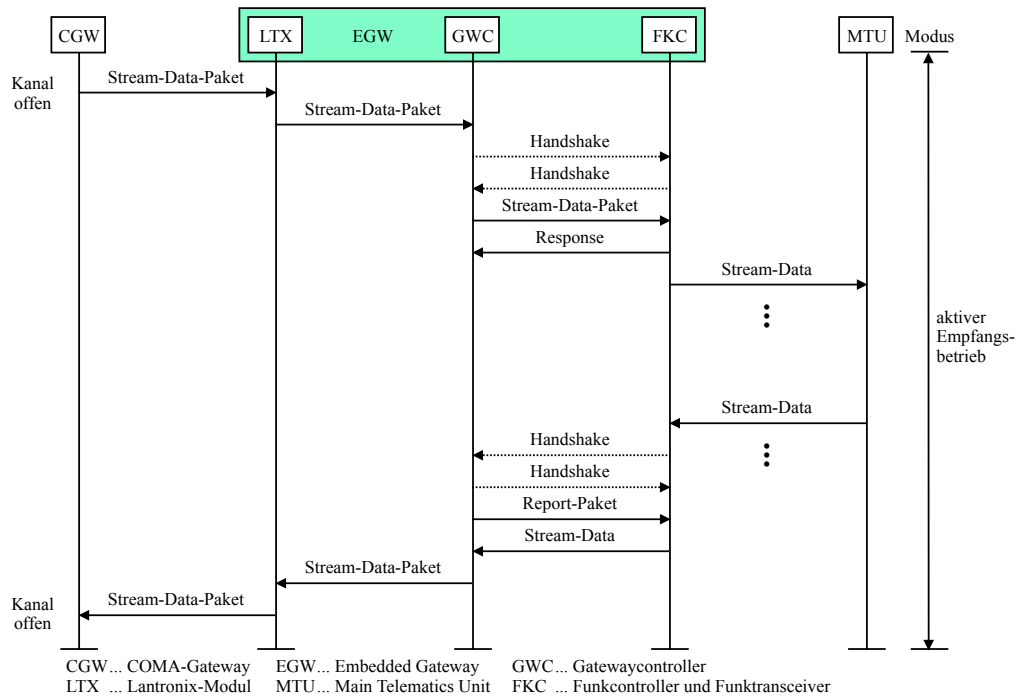 CGW
LTX
EGW
GWC
FKC
MTU
Modus
Kanal
offen
Stream-Data-Paket
Stream-Data-Paket
Handshake
Handshake
Stream-Data-Paket
Response
Stream-Data
aktiver
Empfangs-
betrieb
Stream-Data
Handshake
Handshake
Report-Paket
Stream-Data
Stream-Data-Paket
Kanal
offen
Stream-Data-Paket
CGW ... COMA-Gateway EGW ... Embedded Gateway GWC ... Gatewaycontroller
LTX ... Lantronix-Modul MTU ... Main Telematics Unit FKC ... Funkcontroller und Funktransceiver